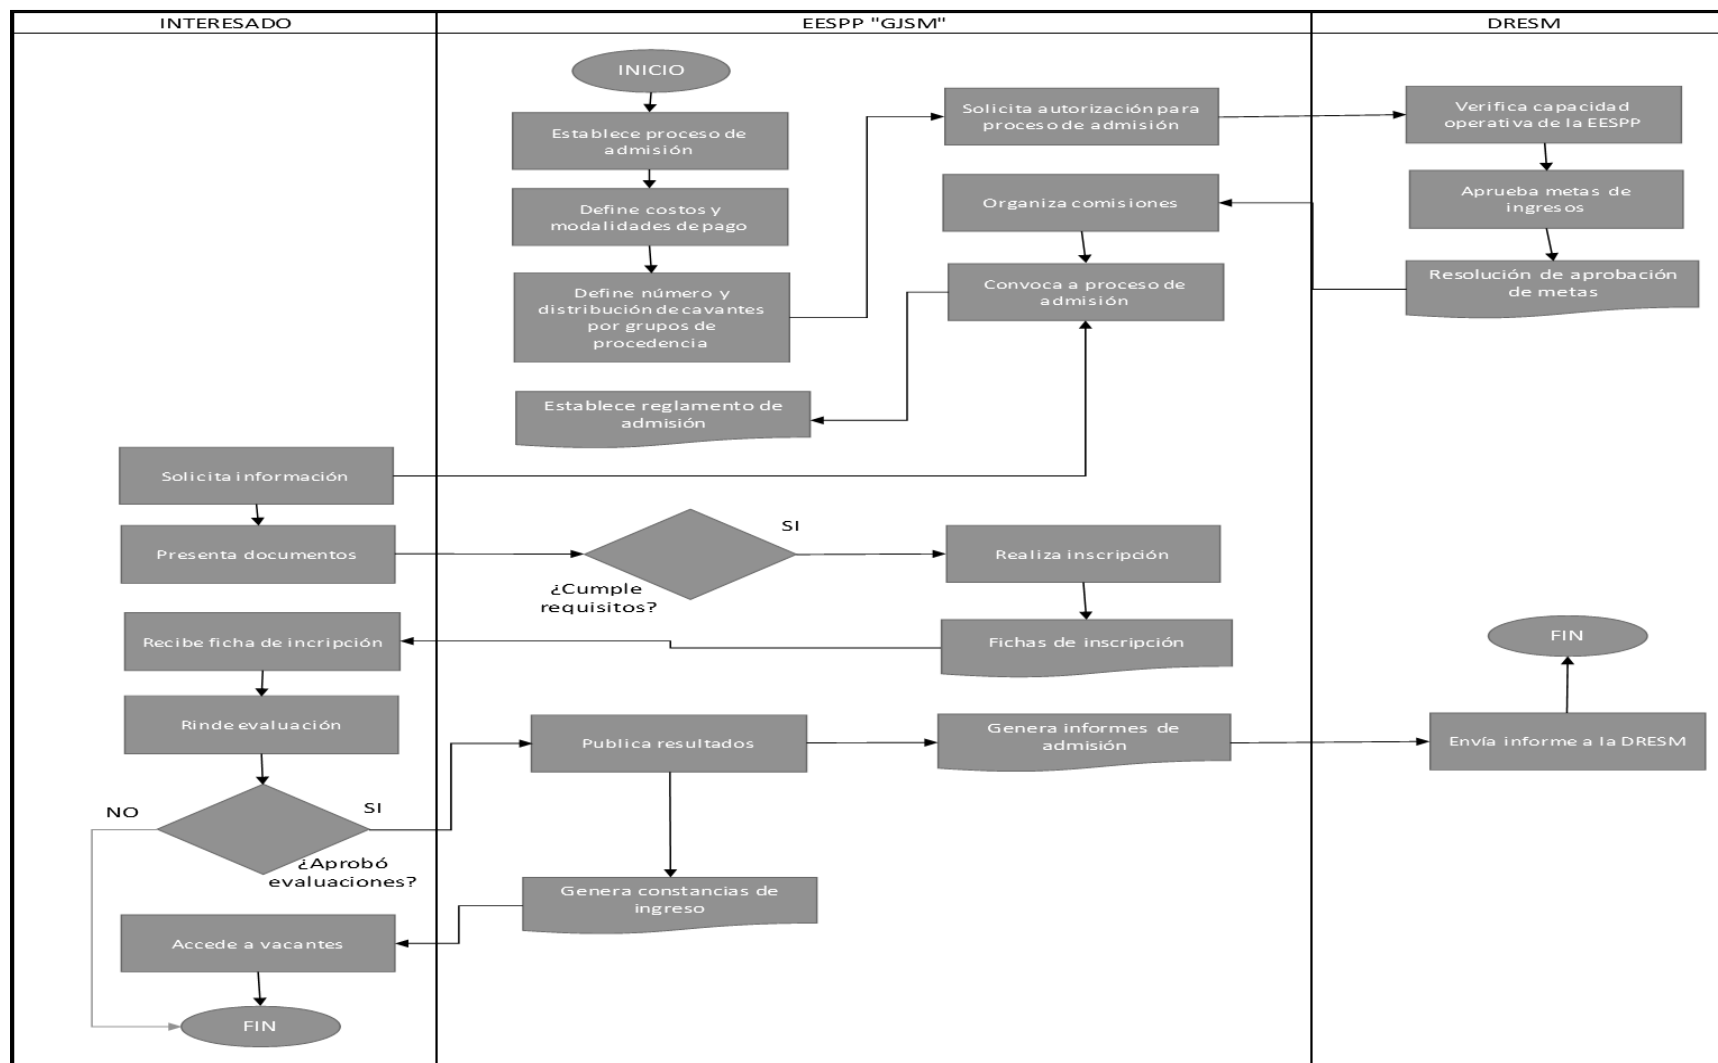 INTERESADO
EESPP "GJSM"
DRESM
INICIO
Establece proceso de
admisión
Define costos y
modalidades de pago
Define número y
distribución de cavantes
por grupos de
procedencia
Solicita autorización para
proceso de admisión
Verifica capacidad
operativa de la EESPP
Aprueba metas de
ingresos
Resolución de aprobación
de metas
Organiza comisiones
Convoca a proceso de
admisión
Establece reglamento de
admisión
Solicita información
Presenta documentos
¿Cumple
requisitos?
SI
Realiza inscripción
Fichas de inscripción
Recibe ficha de incripción
Rinde evaluación
¿Aprobó
evaluaciones?
NO
SI
Publica resultados
Genera informes de
admisión
Envía informe a la DRESM
FIN
Genera constancias de
ingreso
Accede a vacantes
FIN